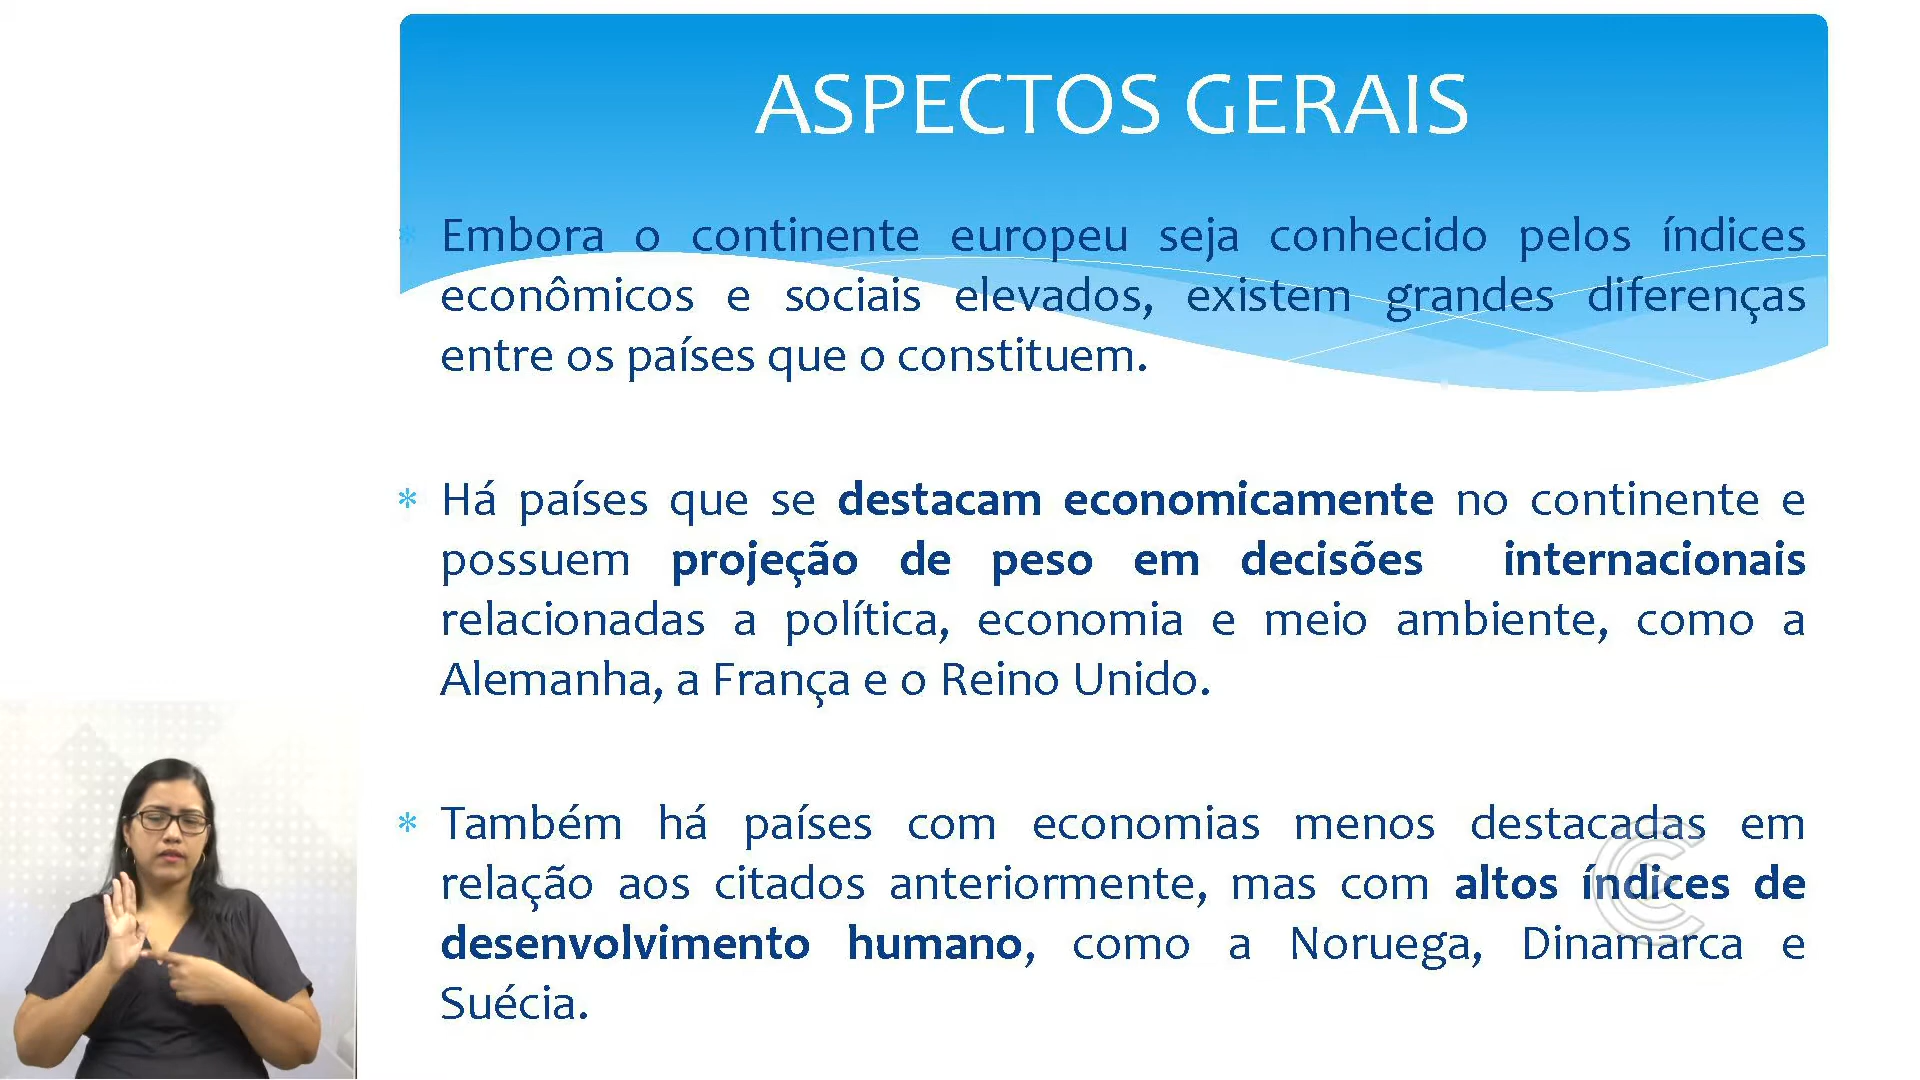 ASPECTOS GERAIS
* Embora o continente europeu seja conhecido pelos índices
econômicos e sociais elevados, existem grandes diferenças
entre os países que o constituem.
* Há países que se destacam economicamente no continente e
possuem projeção de peso em decisões internacionais
relacionadas a política, economia e meio ambiente, como a
Alemanha, a França e o Reino Unido.
* Também há países com economias menos destacadas em
relação aos citados anteriormente, mas com altos índices de
desenvolvimento humano, como a Noruega, Dinamarca e
Suécia.